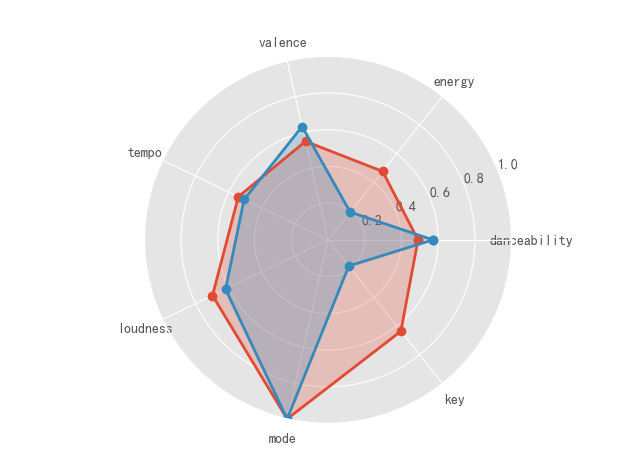 valence
energy
tempo
1.0
0.8
0.6
0.4
0.2
danceability
loudness
key
mode